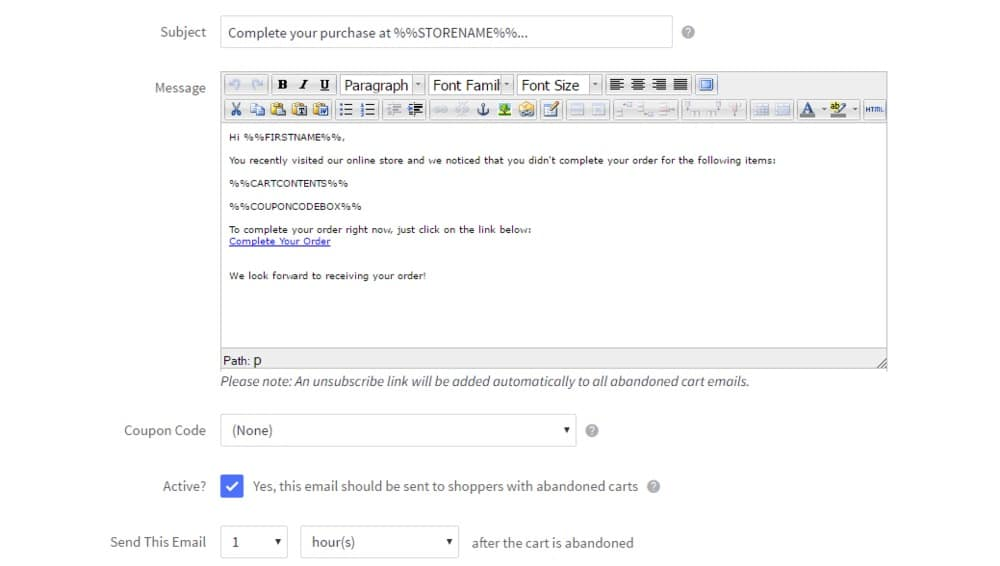 Subject Complete your purchase at %%STORENAME%%... ?
Message
B I U Paragraph Font Famil Font Size
ab HTML
Hi %%FIRSTNAME%%,
You recently visited our online store and we noticed that you didn't complete your order for the following items:
%%CARTCONTENTS%%
%%COUPONCODEBOX%%
To complete your order right now, just click on the link below:
Complete Your Order
We look forward to receiving your order!
Path: p
Please note: An unsubscribe link will be added automatically to all abandoned cart emails.
Coupon Code (None) ?
Active? Yes, this email should be sent to shoppers with abandoned carts ?
Send This Email 1 hour(s) after the cart is abandoned